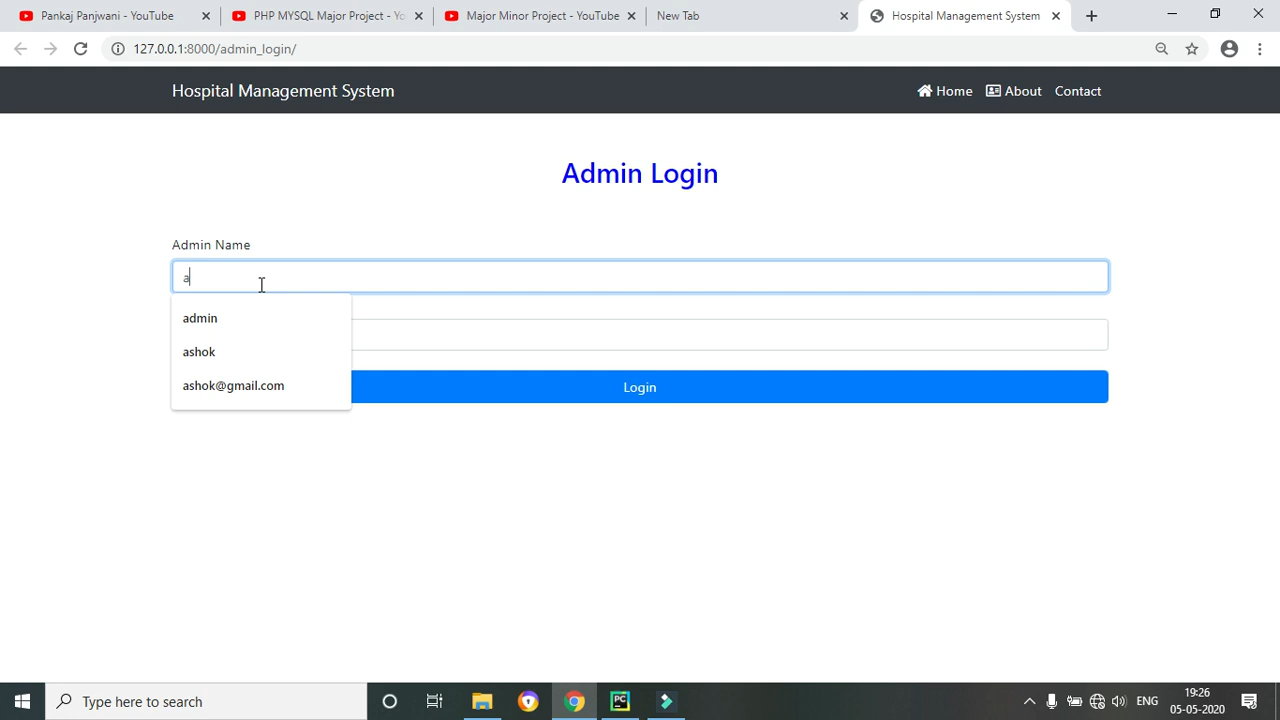 Pankaj Panjwani - YouTube
PHP MYSQL Major Project - Yo
Major Minor Project - YouTube
New Tab
Hospital Management System
127.0.0.1:8000/admin_login/
Hospital Management System
Home
About
Contact
Admin Login
Admin Name
a
admin
ashok
ashok@gmail.com
Login
Type here to search
PC
ENG
19:26
05-05-2020